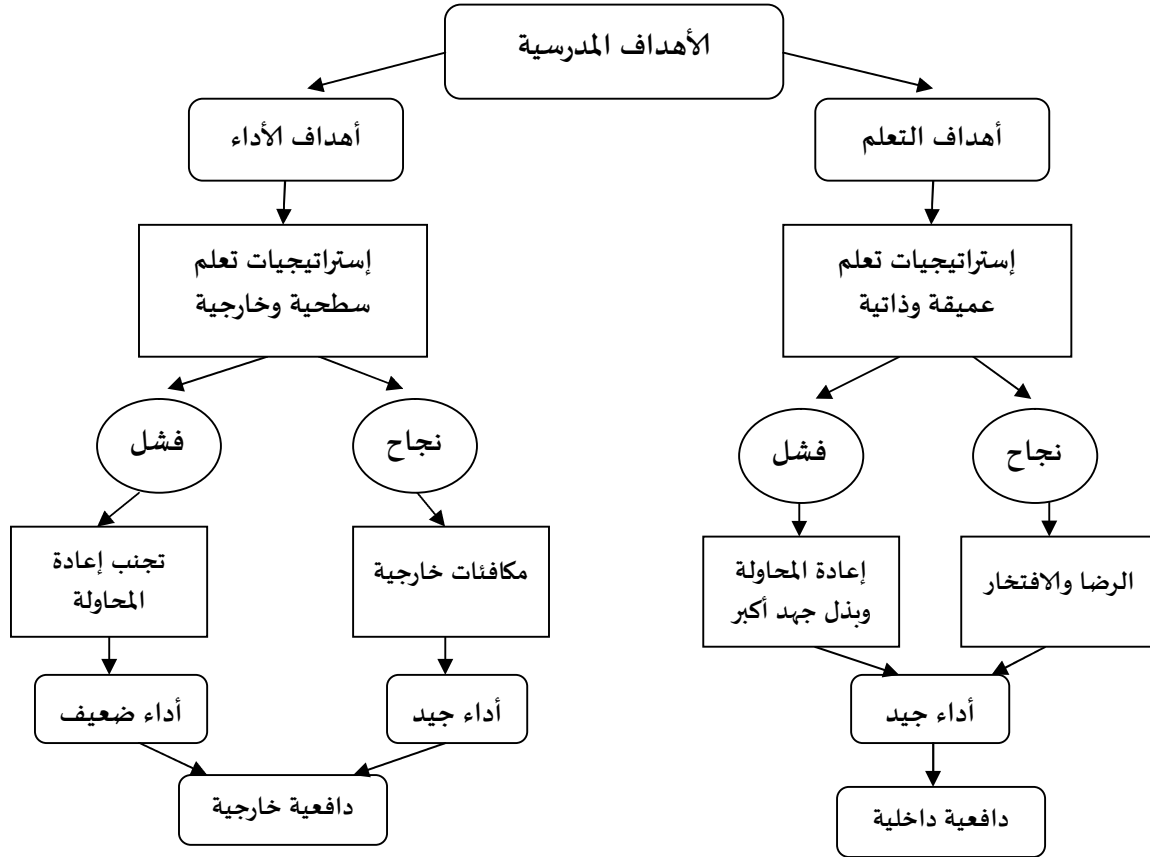 الأهداف المدرسية
أهداف التعلم
أهداف الأداء
إستراتيجيات تعلم
عميقة وذاتية
إستراتيجيات تعلم
سطحية وخارجية
نجاح
فشل
نجاح
فشل
الرضا والافتخار
إعادة المحاولة
وبذل جهد أكبر
مكافئات خارجية
تجنب إعادة
المحاولة
أداء جيد
أداء جيد
أداء ضعيف
دافعية داخلية
دافعية خارجية